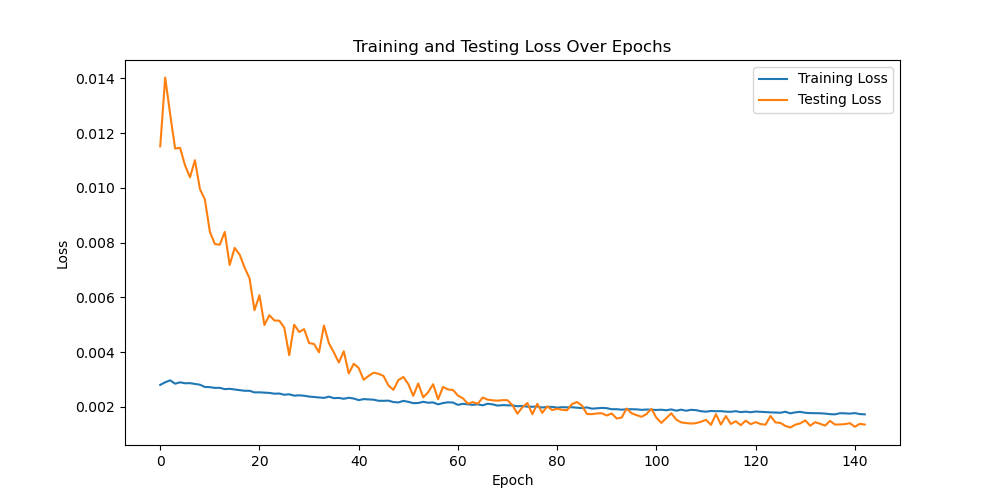 Training and Testing Loss Over Epochs
Training Loss
Testing Loss
0.014
0.012
0.010
0.008
0.006
0.004
0.002
Loss
0 20 40 60 80 100 120 140
Epoch